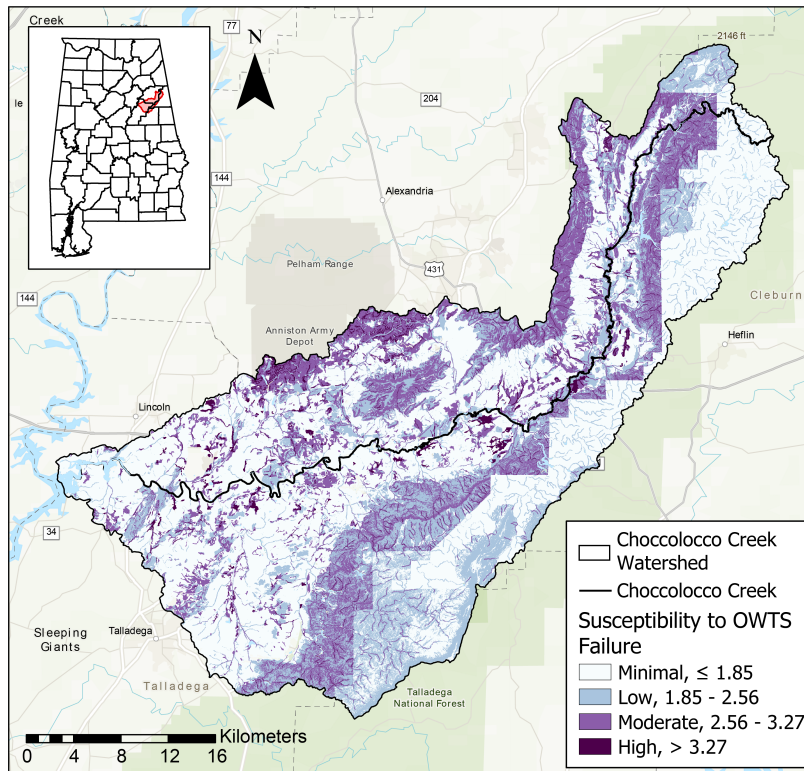 Creek
77
N
2146 ft
le
204
144
Alexandria
Pelham Range
431
144
Cleburn
Anniston Army
Depot
Heflin
Lincoln
34
Choccolocco Creek
Watershed
Choccolocco Creek
Susceptibility to OWTS
Failure
Minimal, ≤ 1.85
Low, 1.85 - 2.56
Moderate, 2.56 - 3.27
High, > 3.27
Sleeping
Giants
Talladega
Talladega
Talladega
National Forest
Kilometers
0 4 8 12 16